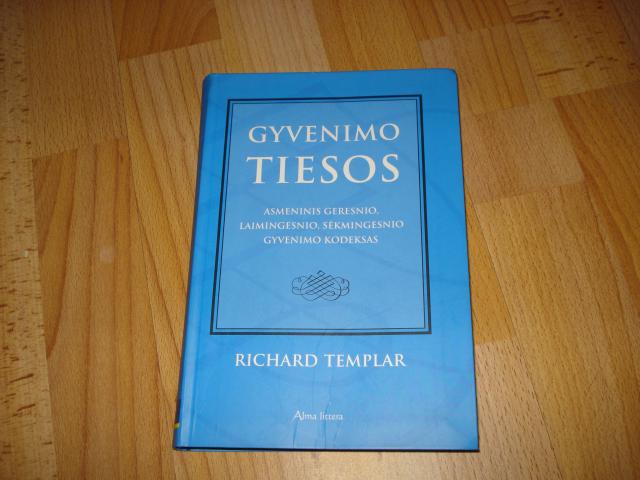 GYVENIMO
TIESOS
ASMENINIS GERESNIO,
LAIMINGESNIO, SĖKMINGESNIO
GYVENIMO KODEKSAS
RICHARD TEMPLAR
Alma littera